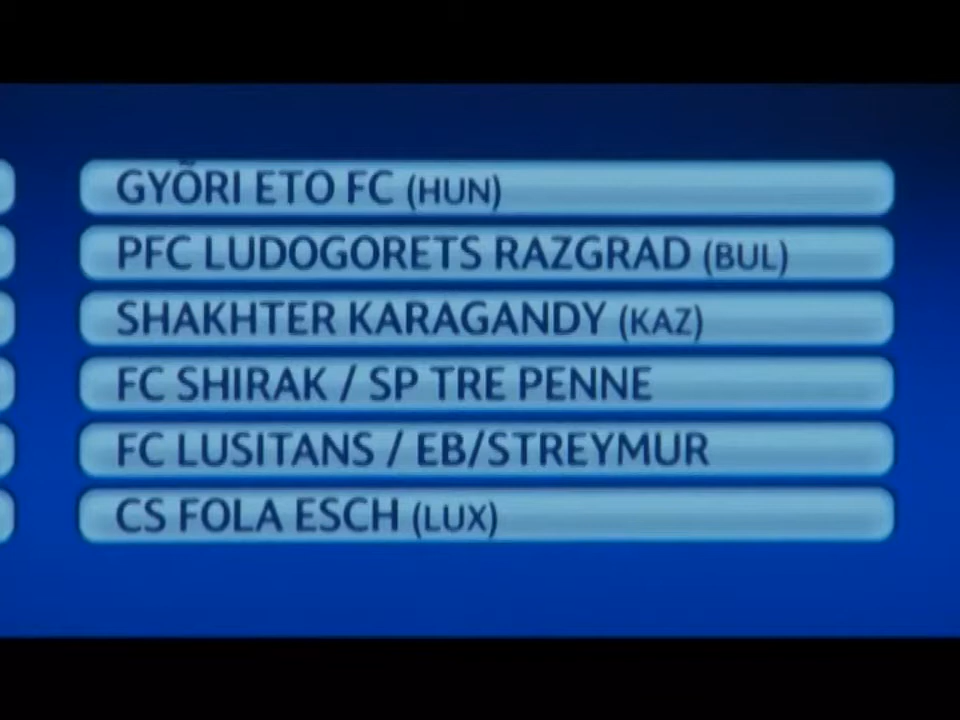 GYŐRI ETO FC (HUN)
PFC LUDOGORETS RAZGRAD (BUL)
SHAKHTER KARAGANDY (KAZ)
FC SHIRAK / SP TRE PENNE
FC LUSITANS / EB/STREYMUR
CS FOLA ESCH (LUX)